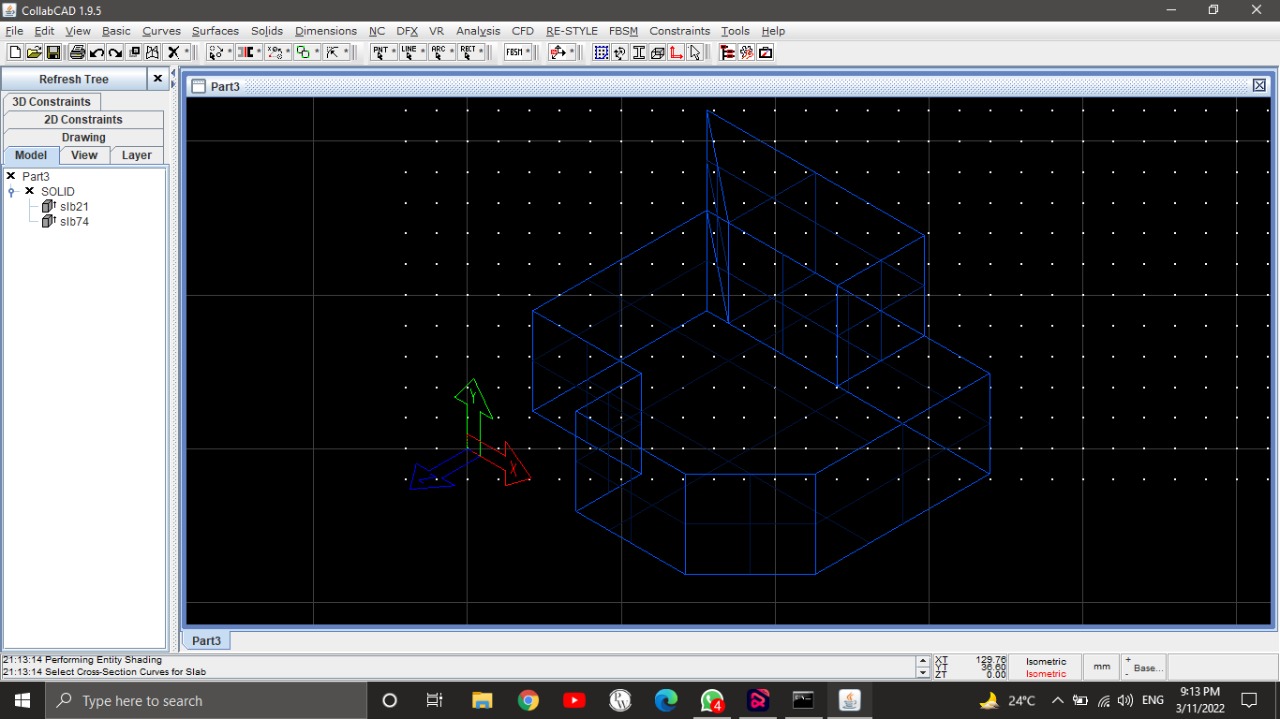 CollabCAD 1.9.5
File Edit View Basic Curves Surfaces Solids Dimensions NC DFX VR Analysis CFD RE-STYLE FBSM Constraints Tools Help
PNT LINE ARC RECT FBSM
Refresh Tree
3D Constraints
2D Constraints
Drawing
Model View Layer
Part3
SOLID
slb21
slb74
Part3
Y
X
Part3
21:13:14 Performing Entity Shading
21:13:14 Select Cross-Section Curves for Slab
XT 129.76
YT 36.60
ZT 0.00
Isometric
Isometric
mm
+ Base...
-
Type here to search
4
24°C
ENG
9:13 PM
3/11/2022